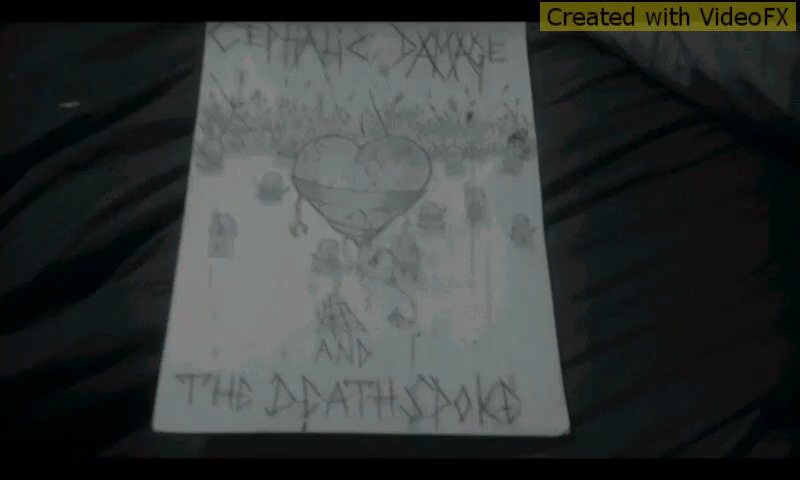 Created with VideoFX
CEPHALIC DAMAGE
AND I
THE DEATH SPOKE